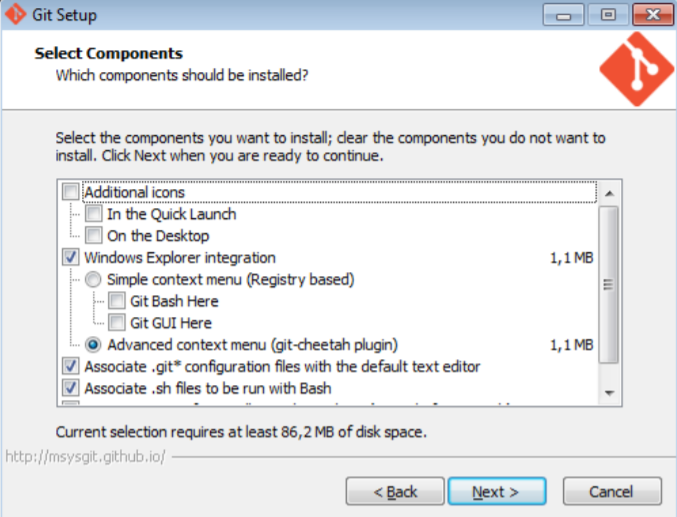 Git Setup
Select Components
Which components should be installed?
Select the components you want to install; clear the components you do not want to
install. Click Next when you are ready to continue.
Additional icons
In the Quick Launch
On the Desktop
Windows Explorer integration 1,1 MB
Simple context menu (Registry based)
Git Bash Here
Git GUI Here
Advanced context menu (git-cheetah plugin) 1,1 MB
Associate .git* configuration files with the default text editor
Associate .sh files to be run with Bash
Current selection requires at least 86,2 MB of disk space.
http://msysgit.github.io/
< Back
Next >
Cancel